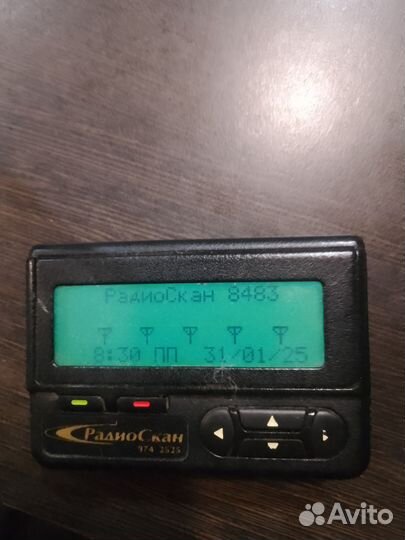 РадиоСкан 8483
8:30 ПП 31/01/25
РадиоСкан
974 2525
Avito